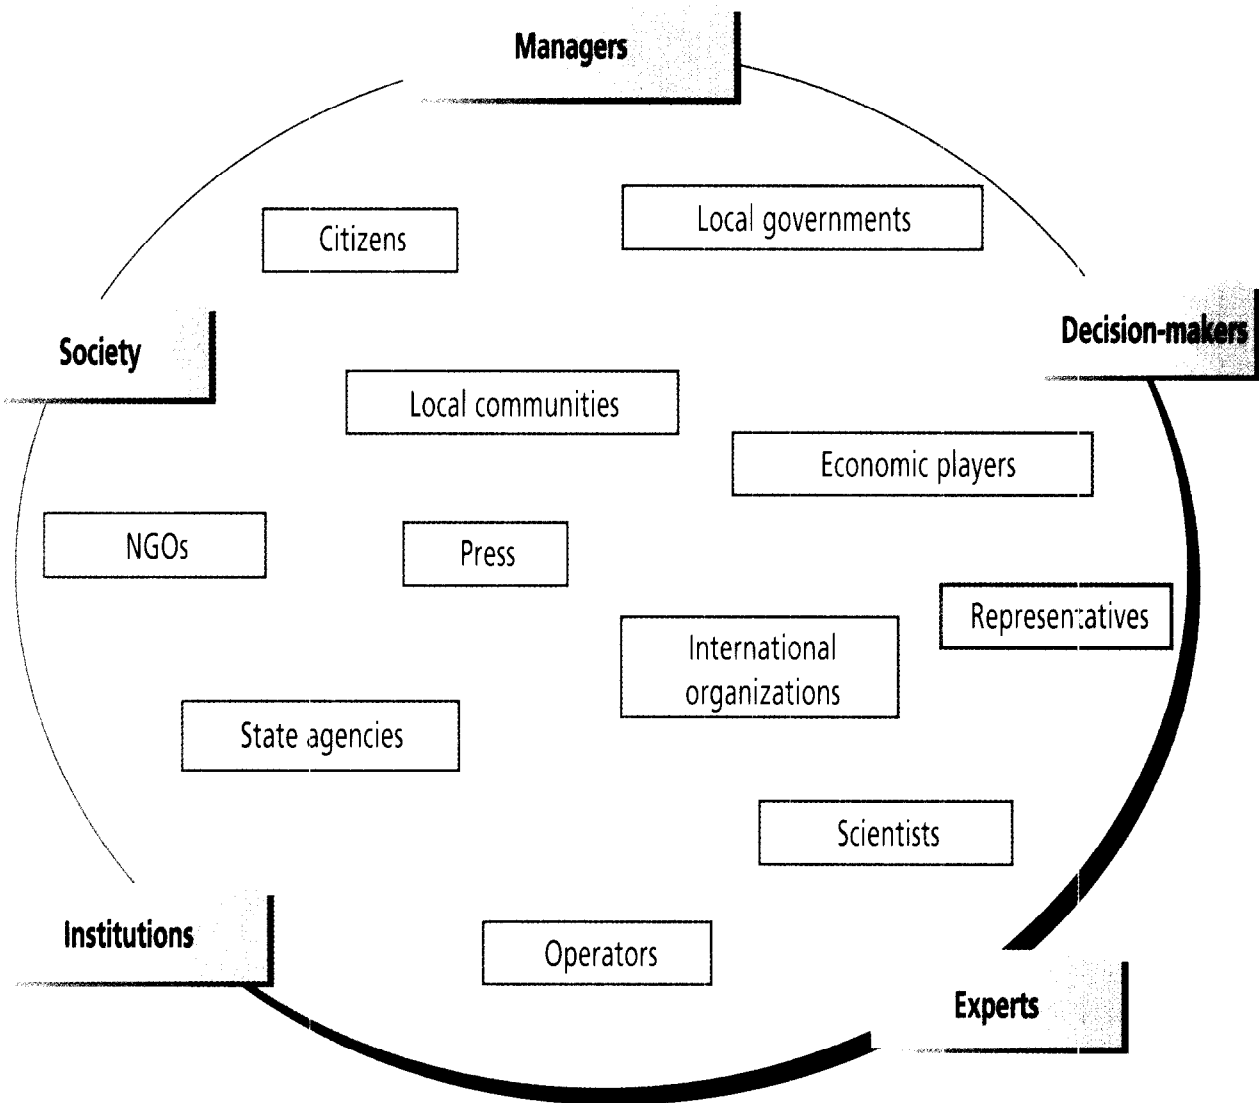 Managers
Citizens
Local governments
Society
Decision-makers
Local communities
Economic players
NGOs
Press
Representatives
International
organizations
State agencies
Scientists
Institutions
Operators
Experts